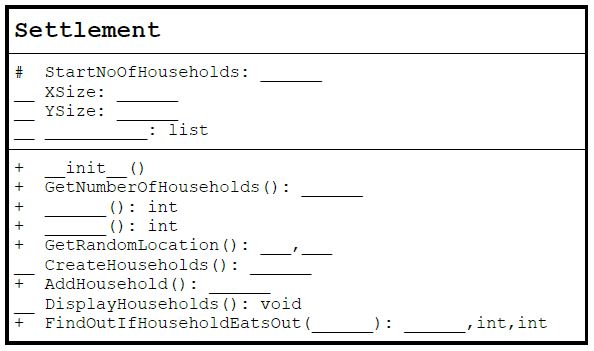 Settlement
# StartNoOfHouseholds: ______
__ XSize: ______
__ YSize: ______
__ __________: list
+ __init__()
+ GetNumberOfHouseholds(): ______
+ ______(): int
+ ______(): int
+ GetRandomLocation(): ___,___
__ CreateHouseholds(): ______
+ AddHousehold(): ______
__ DisplayHouseholds(): void
+ FindOutIfHouseholdEatsOut(______): ______,int,int